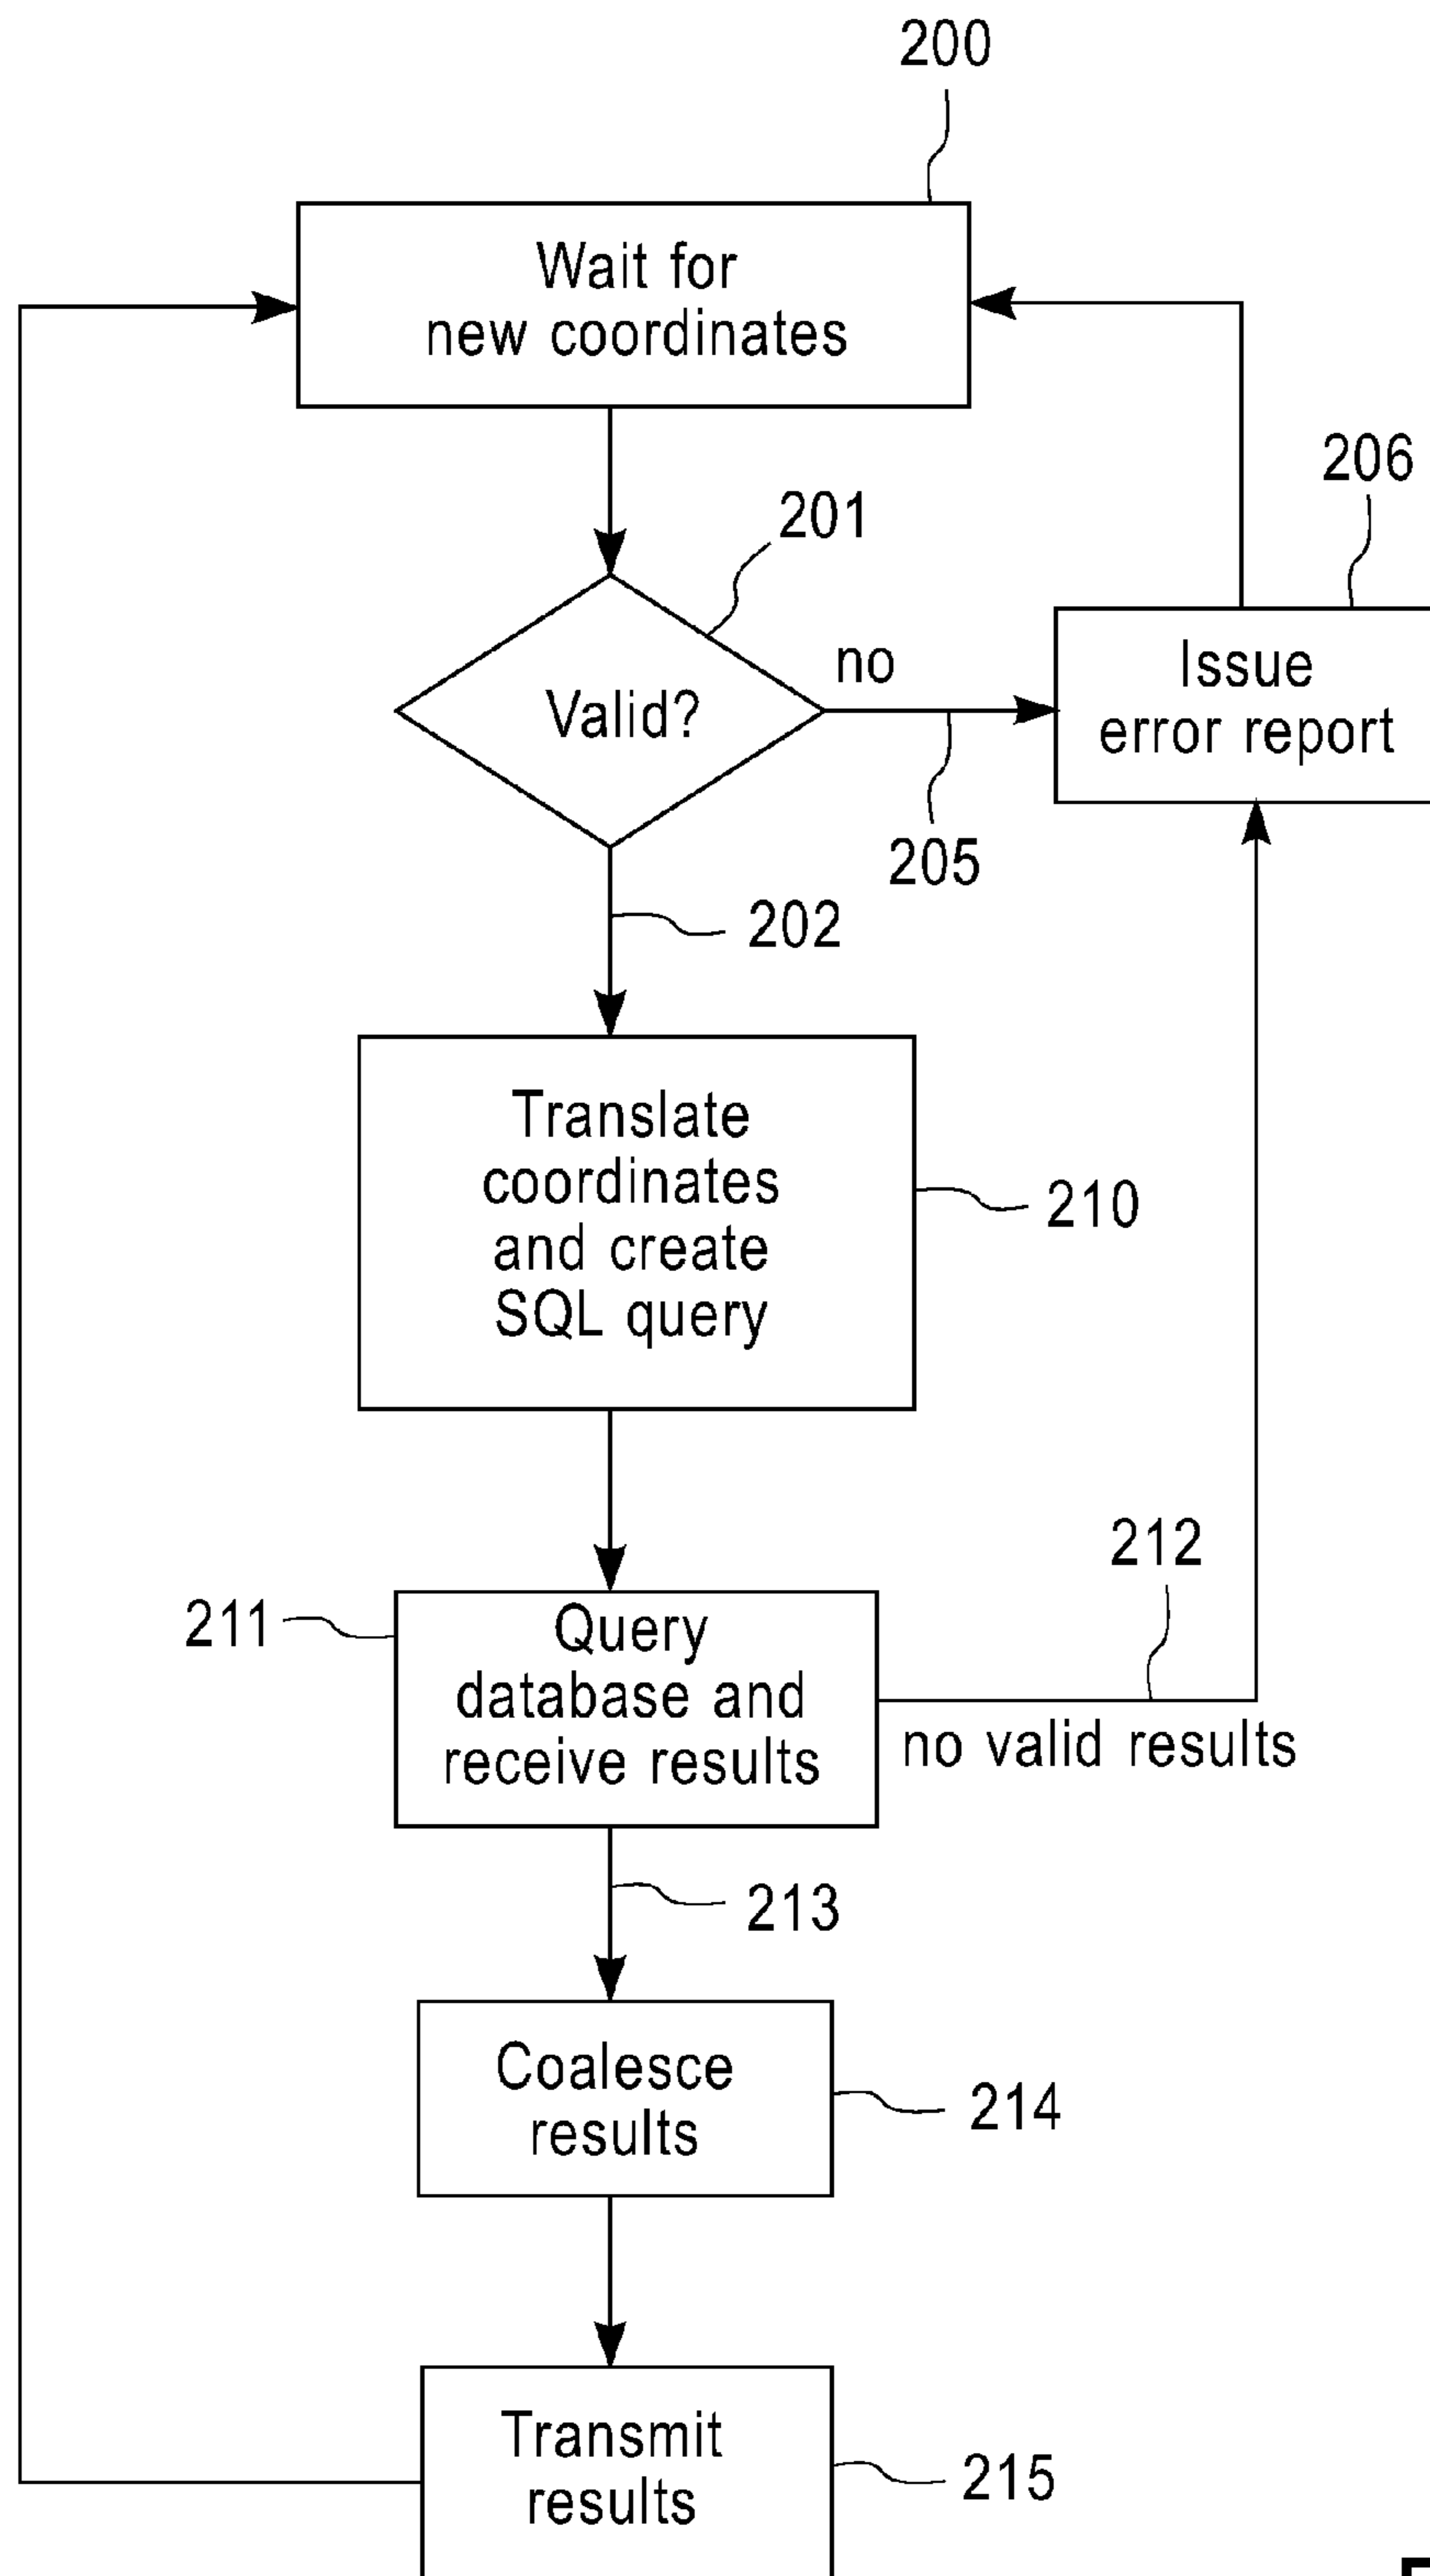 200
Wait for
new coordinates
206
201
no
Issue
error report
Valid?
205
202
Translate
coordinates
and create
SQL query
210
212
211
Query
database and
receive results
no valid results
213
Coalesce
results
214
Transmit
results
215